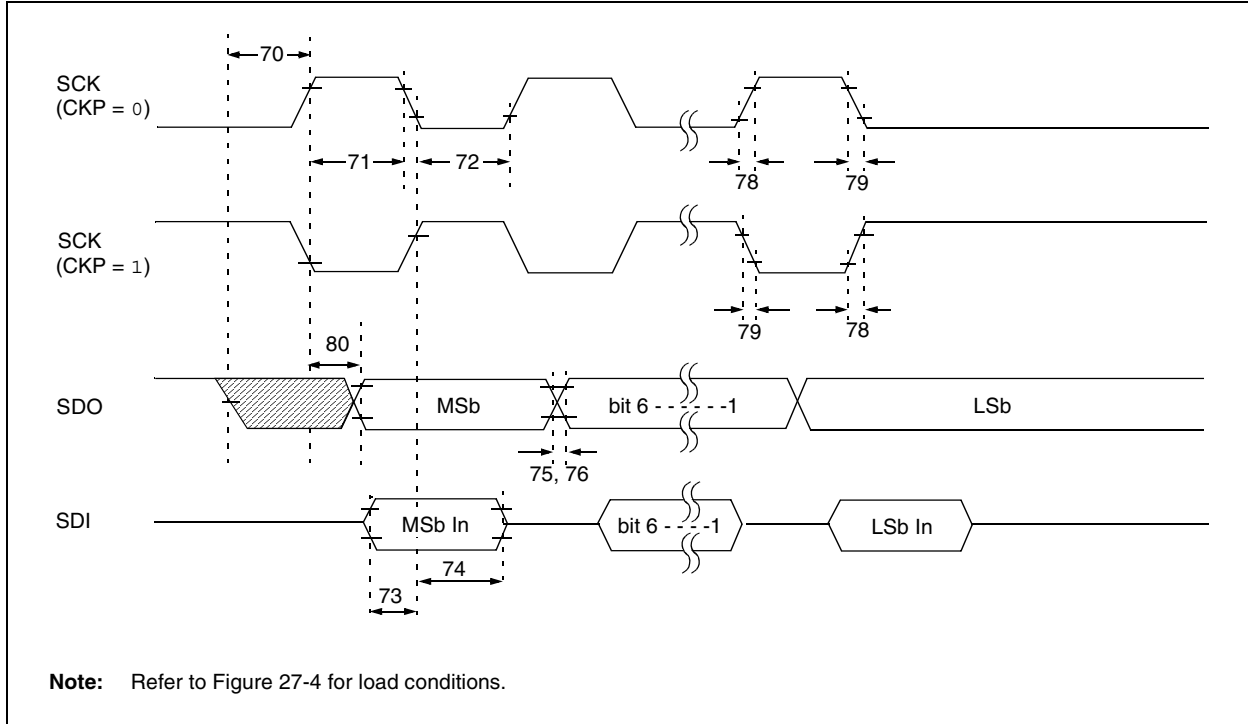 70
SCK
(CKP = 0)
71
72
78
79
SCK
(CKP = 1)
79
78
80
SDO
MSb
bit 6 - - - - - -1
LSb
75, 76
SDI
MSb In
bit 6 - - - -1
LSb In
74
73
Note: Refer to Figure 27-4 for load conditions.